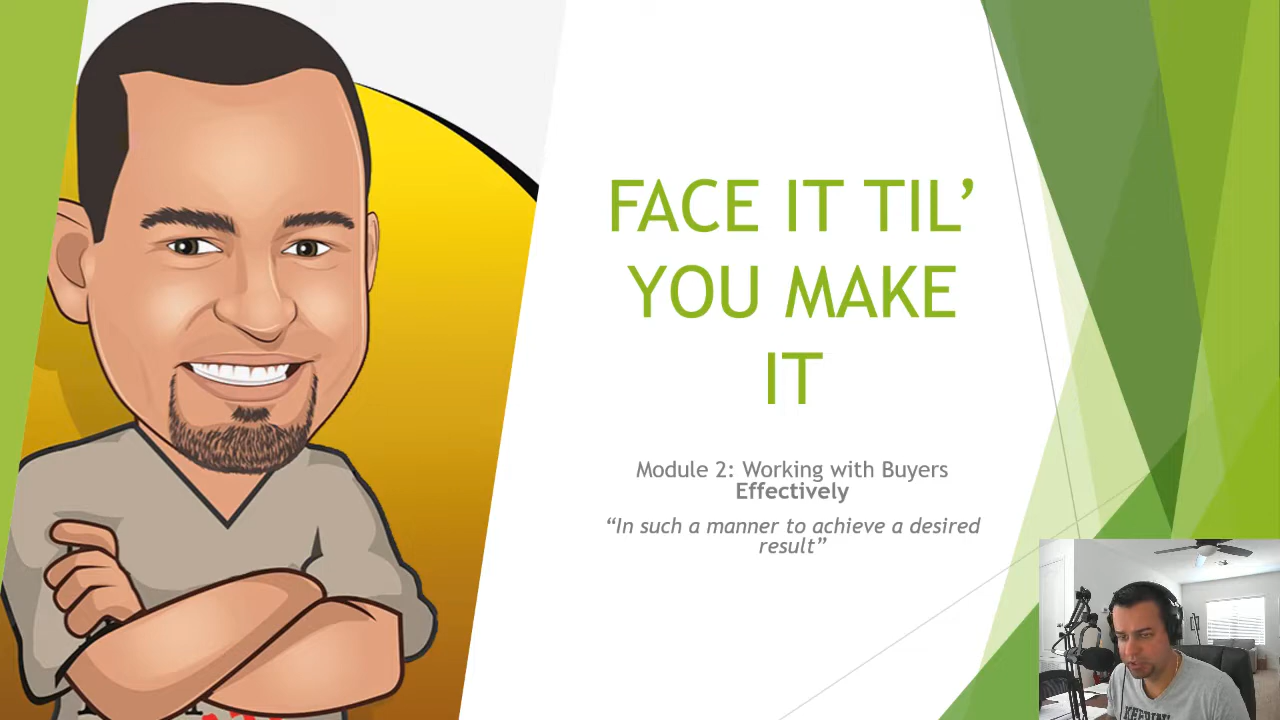 FACE IT TIL’
YOU MAKE
IT
Module 2: Working with Buyers
Effectively
“In such a manner to achieve a desired
result”